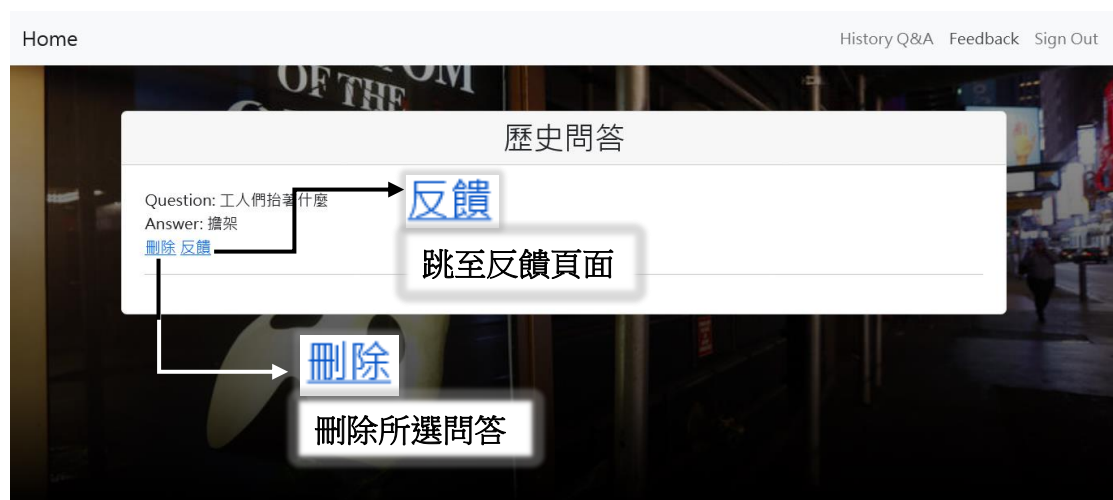 Home
History Q&A Feedback Sign Out
OF THE
歷史問答
Question: 工人們抬著什麼
Answer: 擔架
刪除 反饋
反饋
跳至反饋頁面
刪除
刪除所選問答